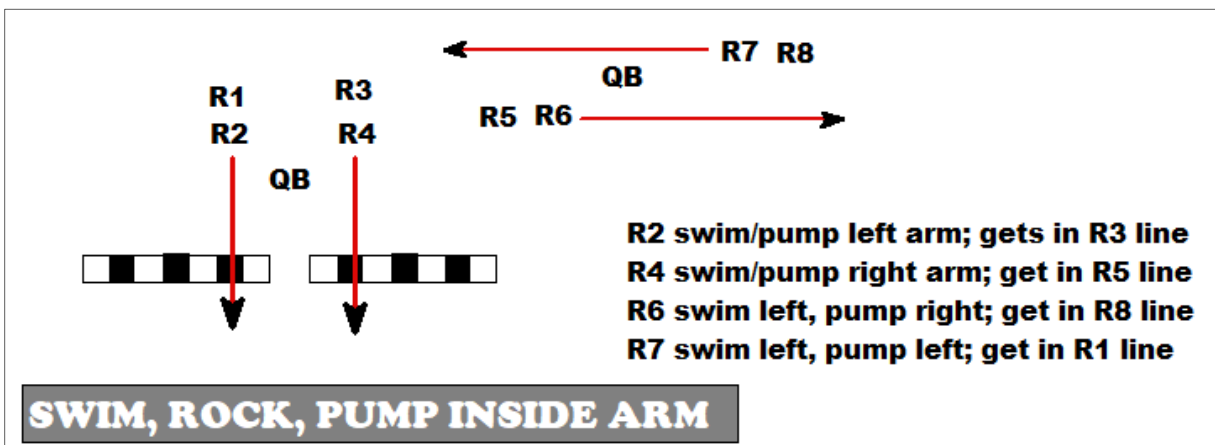 R7 R8
QB
R1 R3
R5 R6
R2 R4
QB
R2 swim/pump left arm; gets in R3 line
R4 swim/pump right arm; get in R5 line
R6 swim left, pump right; get in R8 line
R7 swim left, pump left; get in R1 line
SWIM, ROCK, PUMP INSIDE ARM